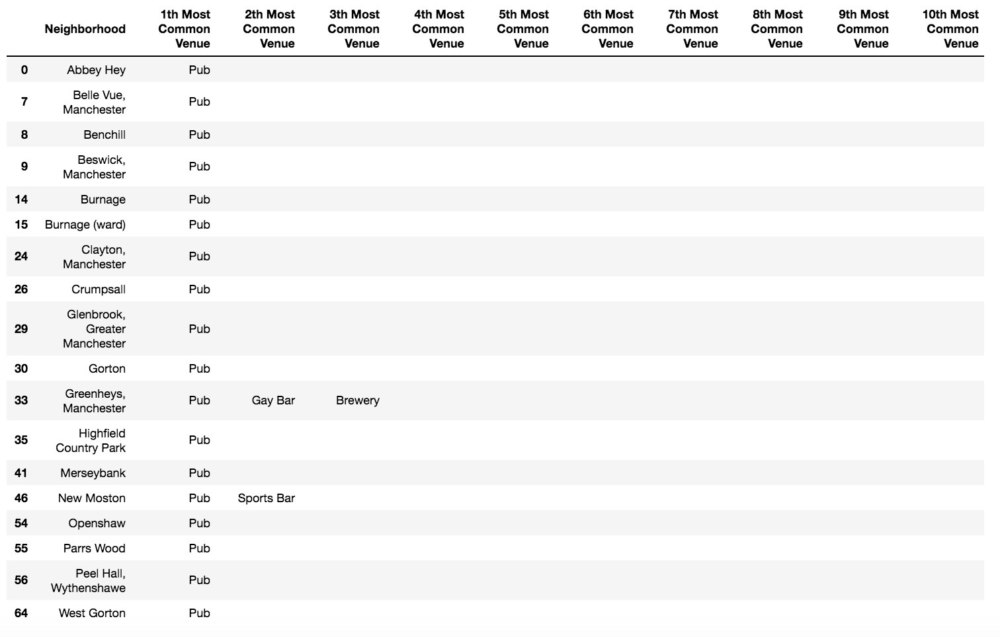 Neighborhood 1th Most Common Venue 2th Most Common Venue 3th Most Common Venue 4th Most Common Venue 5th Most Common Venue 6th Most Common Venue 7th Most Common Venue 8th Most Common Venue 9th Most Common Venue 10th Most Common Venue
0 Abbey Hey Pub
7 Belle Vue, Manchester Pub
8 Benchill Pub
9 Beswick, Manchester Pub
14 Burnage Pub
15 Burnage (ward) Pub
24 Clayton, Manchester Pub
26 Crumpsall Pub
29 Glenbrook, Greater Manchester Pub
30 Gorton Pub
33 Greenheys, Manchester Pub Gay Bar Brewery
35 Highfield Country Park Pub
41 Merseybank Pub
46 New Moston Pub Sports Bar
54 Openshaw Pub
55 Parrs Wood Pub
56 Peel Hall, Wythenshawe Pub
64 West Gorton Pub